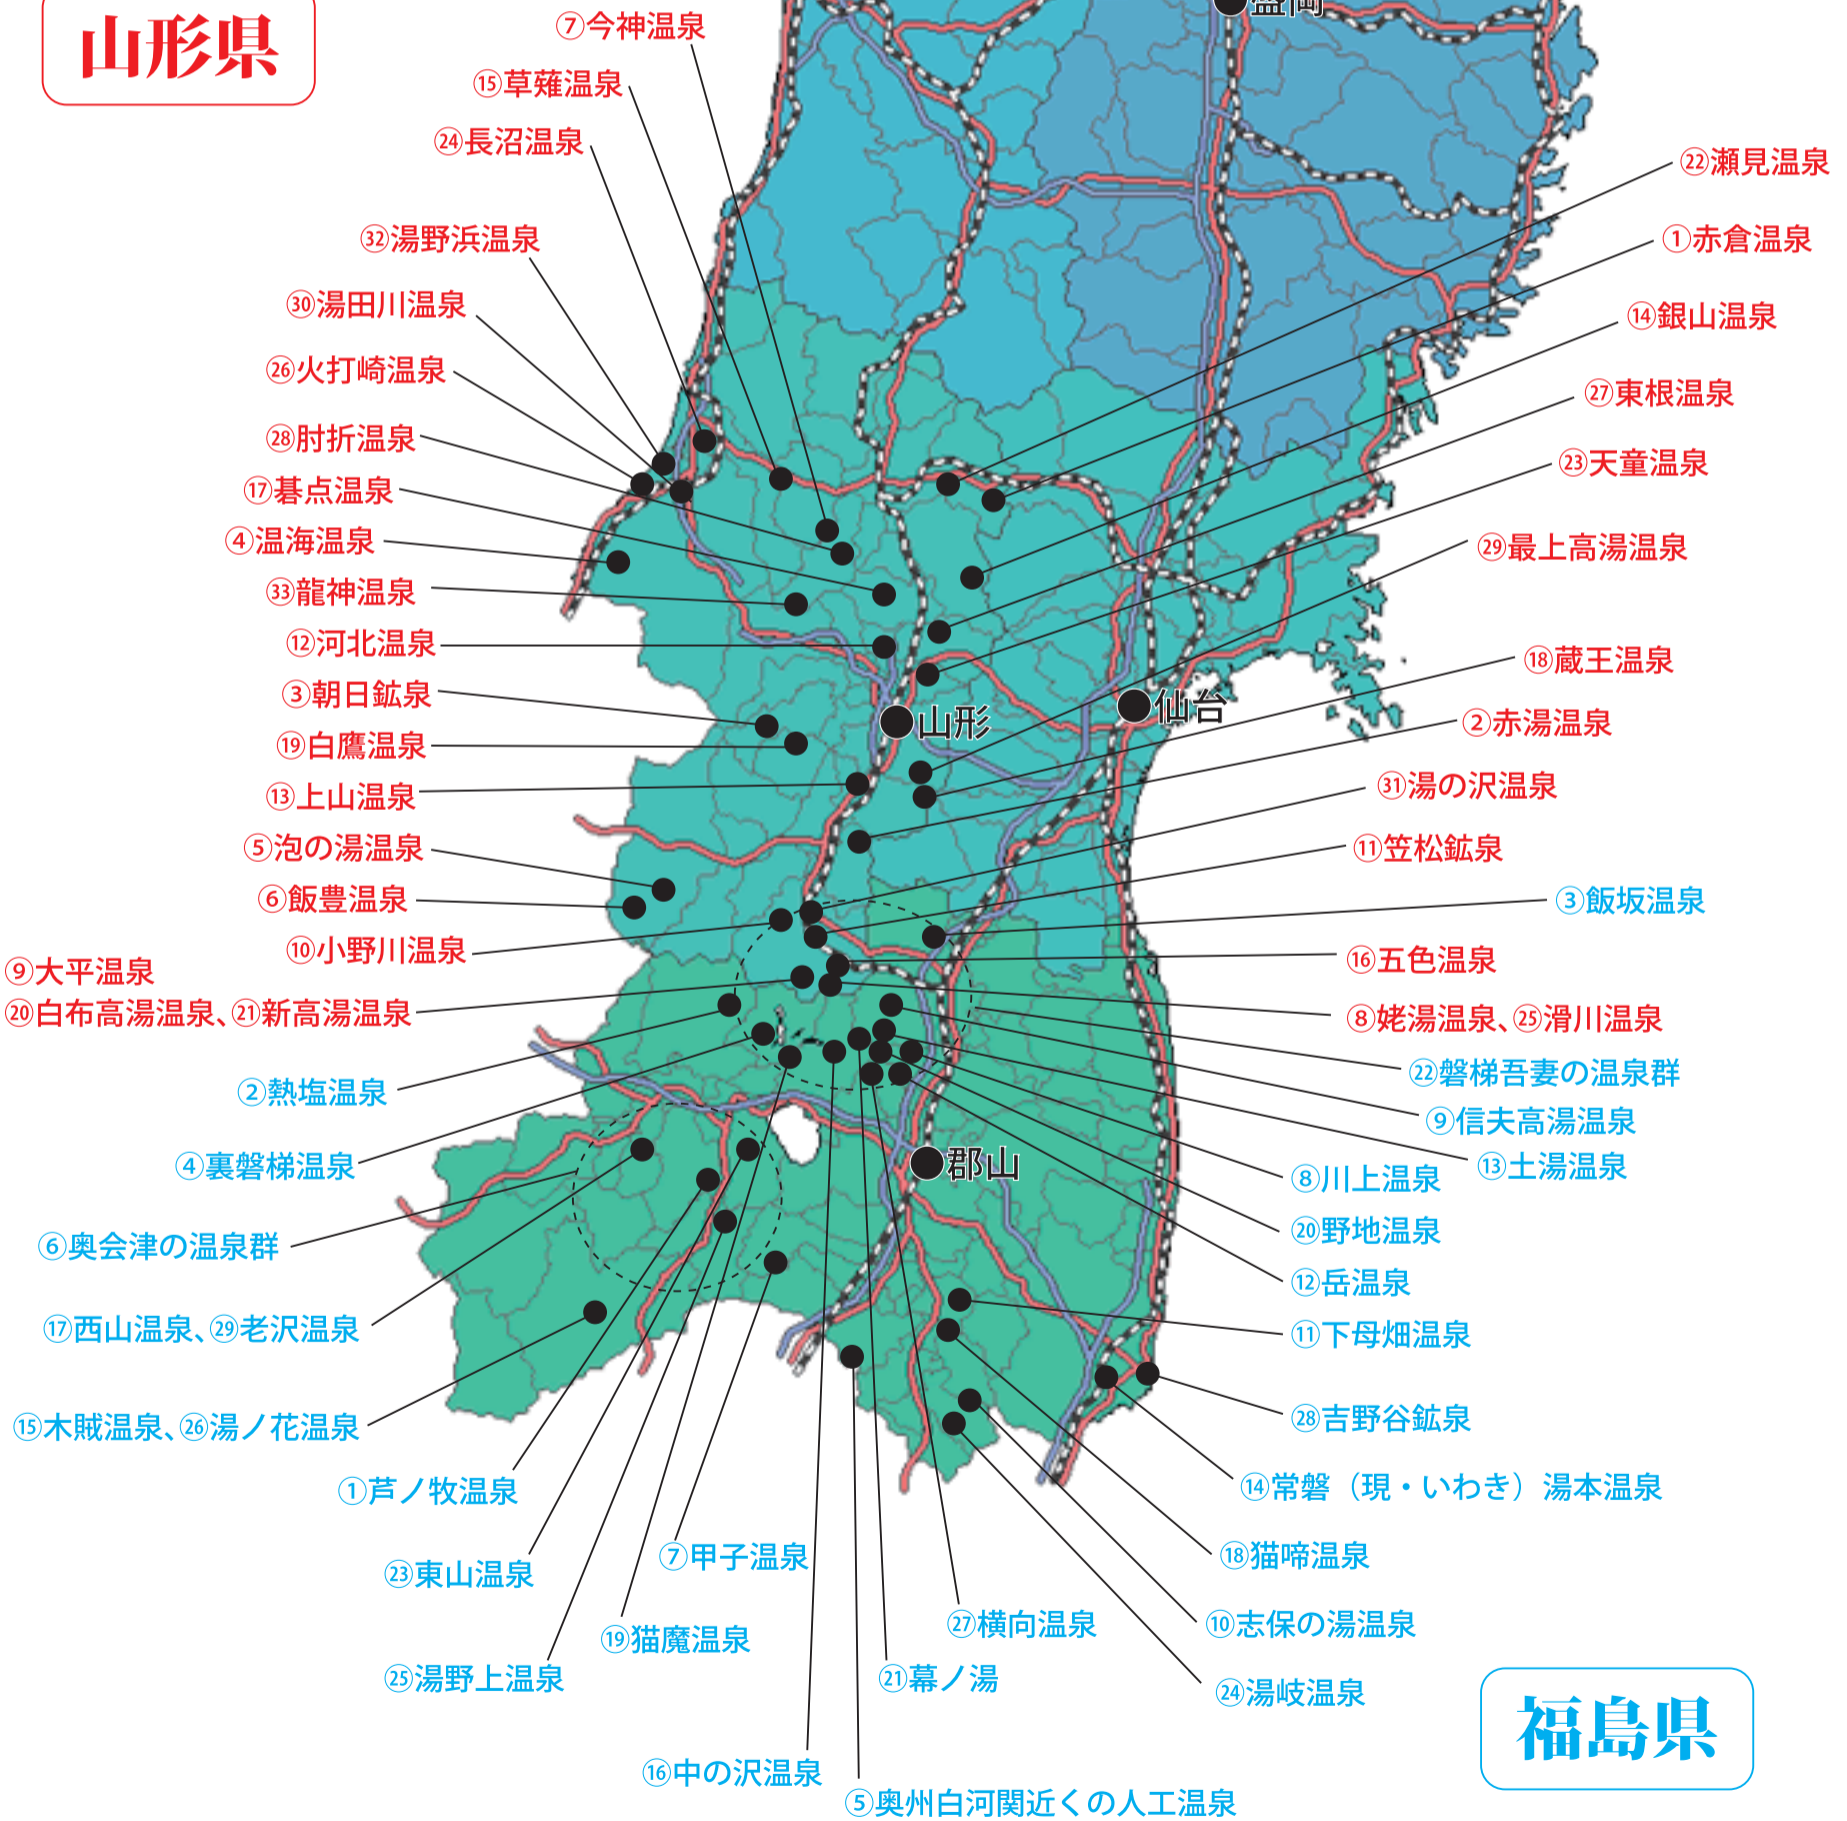 盛岡
山形県
⑦今神温泉
⑮草薙温泉
㉔長沼温泉
㉜湯野浜温泉
㉚湯田川温泉
㉖火打崎温泉
㉘肘折温泉
⑰碁点温泉
④温海温泉
㉝龍神温泉
⑫河北温泉
③朝日鉱泉
⑲白鷹温泉
⑬上山温泉
⑤泡の湯温泉
⑥飯豊温泉
⑩小野川温泉
⑨大平温泉
⑳白布高湯温泉、㉑新高湯温泉
㉒瀬見温泉
①赤倉温泉
⑭銀山温泉
㉗東根温泉
㉓天童温泉
㉙最上高湯温泉
⑱蔵王温泉
②赤湯温泉
㉛湯の沢温泉
⑪笠松鉱泉
③飯坂温泉
⑯五色温泉
⑧姥湯温泉、㉕滑川温泉
山形
仙台
郡山
②熱塩温泉
④裏磐梯温泉
⑥奥会津の温泉群
⑰西山温泉、㉙老沢温泉
⑮木賊温泉、㉖湯ノ花温泉
①芦ノ牧温泉
㉓東山温泉
㉕湯野上温泉
⑲猫魔温泉
⑦甲子温泉
⑯中の沢温泉
⑤奥州白河関近くの人工温泉
㉑幕ノ湯
㉗横向温泉
㉒磐梯吾妻の温泉群
⑨信夫高湯温泉
⑬土湯温泉
⑧川上温泉
⑳野地温泉
⑫岳温泉
⑪下母畑温泉
㉘吉野谷鉱泉
⑭常磐（現・いわき）湯本温泉
⑱猫啼温泉
⑩志保の湯温泉
㉔湯岐温泉
福島県